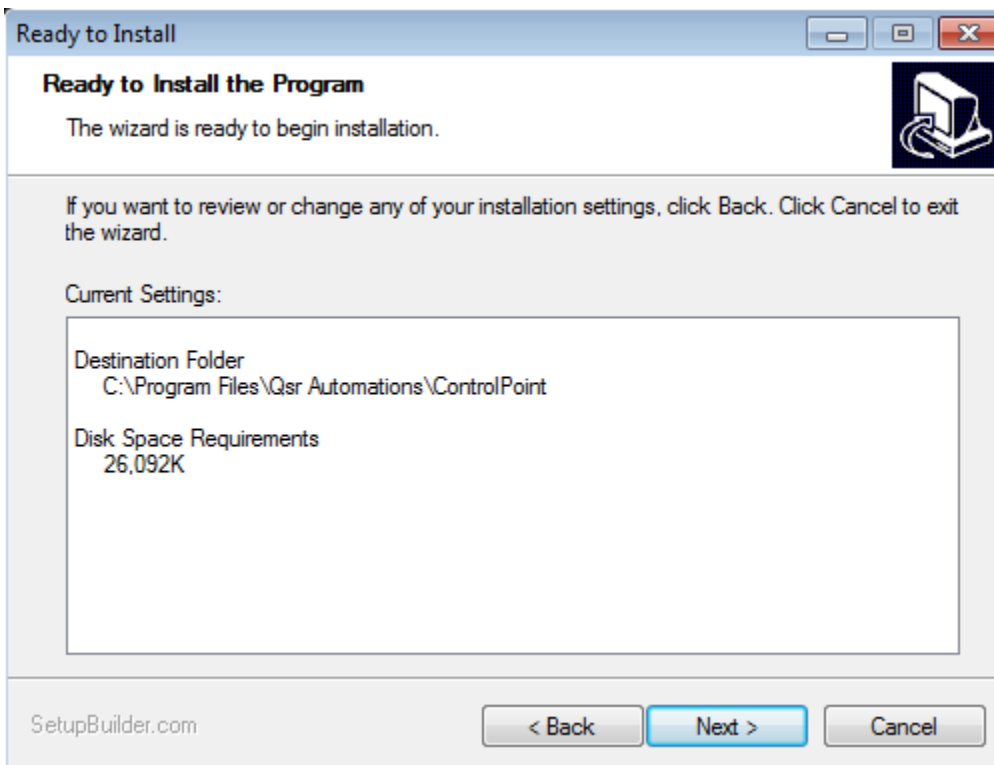 Ready to Install
Ready to Install the Program
The wizard is ready to begin installation.
If you want to review or change any of your installation settings, click Back. Click Cancel to exit
the wizard.
Current Settings:
Destination Folder
C:\Program Files\Qsr Automations\ControlPoint
Disk Space Requirements
26,092K
SetupBuilder.com
< Back
Next >
Cancel